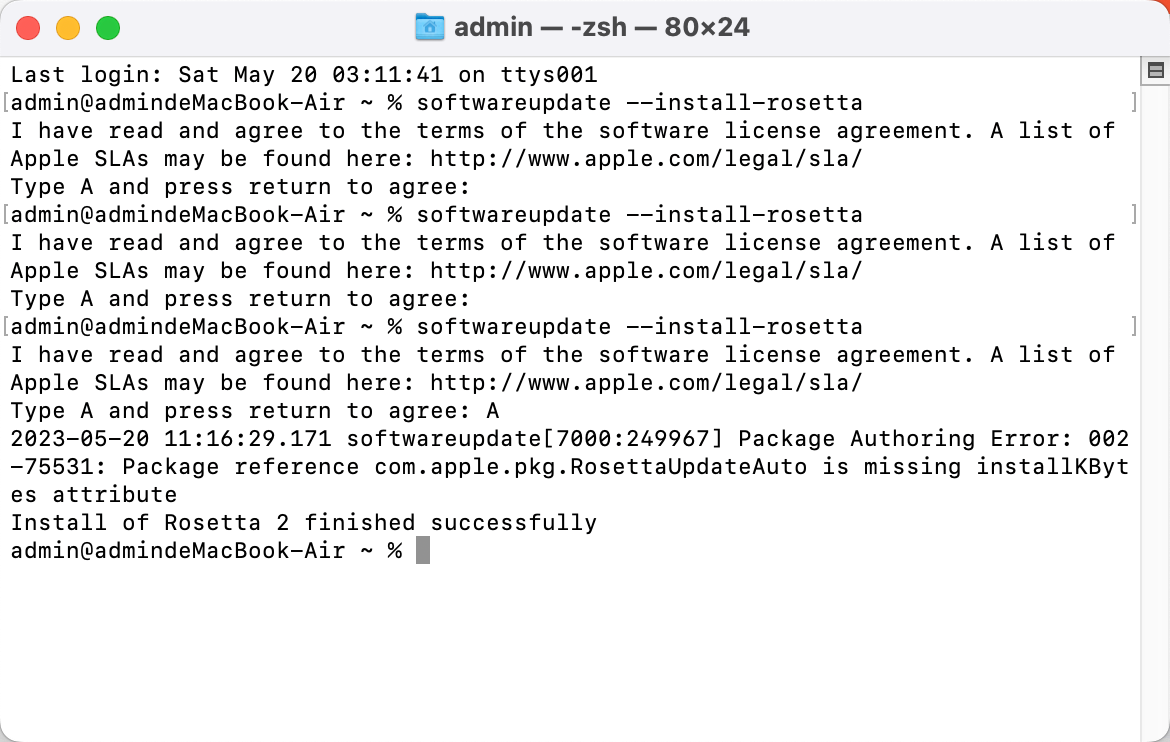 admin — -zsh — 80×24
Last login: Sat May 20 03:11:41 on ttys001
[admin@admindeMacBook-Air ~ % softwareupdate --install-rosetta ]
I have read and agree to the terms of the software license agreement. A list of
Apple SLAs may be found here: http://www.apple.com/legal/sla/
Type A and press return to agree:
[admin@admindeMacBook-Air ~ % softwareupdate --install-rosetta ]
I have read and agree to the terms of the software license agreement. A list of
Apple SLAs may be found here: http://www.apple.com/legal/sla/
Type A and press return to agree:
[admin@admindeMacBook-Air ~ % softwareupdate --install-rosetta ]
I have read and agree to the terms of the software license agreement. A list of
Apple SLAs may be found here: http://www.apple.com/legal/sla/
Type A and press return to agree: A
2023-05-20 11:16:29.171 softwareupdate[7000:249967] Package Authoring Error: 002
-75531: Package reference com.apple.pkg.RosettaUpdateAuto is missing installKByt
es attribute
Install of Rosetta 2 finished successfully
admin@admindeMacBook-Air ~ %